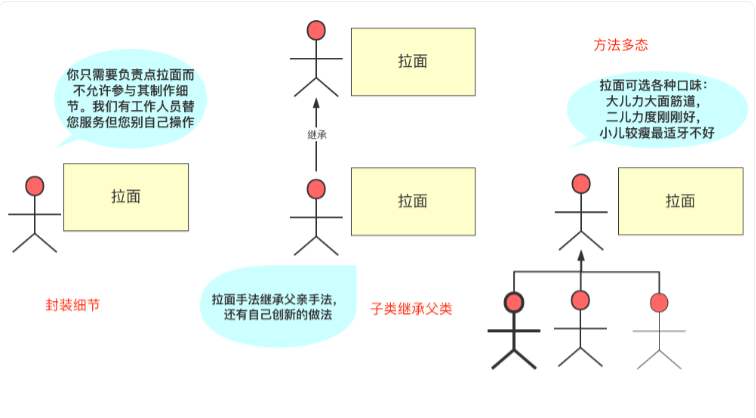 你只需要负责点拉面而
不允许参与其制作细
节。我们有工作人员替
您服务但您别自己操作
拉面
封装细节
拉面
继承
拉面
拉面手法继承父亲手法，
还有自己创新的做法
子类继承父类
方法多态
拉面可选各种口味：
大儿力大面筋道，
二儿力度刚刚好，
小儿较瘦最适牙不好
拉面